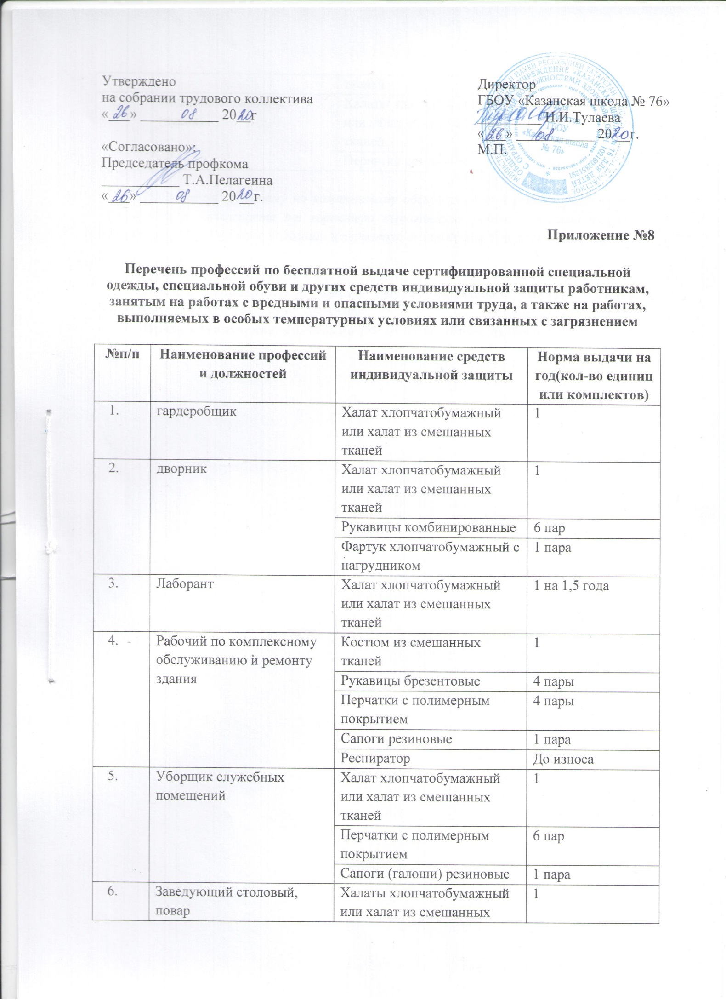 Утверждено
на собрании трудового коллектива
«26» 08 2020г
«Согласовано»:
Председатель профкома
____________ Т.А.Пелагеина
«26» 08 2020г.
Директор
ГБОУ «Казанская школа № 76»
__________ Н.И.Тулаева
«26» 08 2020г.
М.П.
ГБОУ
«Казанская школа
№ 76»
Приложение №8
Перечень профессий по бесплатной выдаче сертифицированной специальной
одежды, специальной обуви и других средств индивидуальной защиты работникам,
занятым на работах с вредными и опасными условиями труда, а также на работах,
выполняемых в особых температурных условиях или связанных с загрязнением
№п/п
Наименование профессий
и должностей
Наименование средств
индивидуальной защиты
Норма выдачи на
год(кол-во единиц
или комплектов)
1.
гардеробщик
Халат хлопчатобумажный
или халат из смешанных
тканей
1
2.
дворник
Халат хлопчатобумажный
или халат из смешанных
тканей
1
Рукавицы комбинированные
6 пар
Фартук хлопчатобумажный с
нагрудником
1 пара
3.
Лаборант
Халат хлопчатобумажный
или халат из смешанных
тканей
1 на 1,5 года
4.
Рабочий по комплексному
обслуживанию и ремонту
здания
Костюм из смешанных
тканей
1
Рукавицы брезентовые
4 пары
Перчатки с полимерным
покрытием
4 пары
Сапоги резиновые
1 пара
Респиратор
До износа
5.
Уборщик служебных
помещений
Халат хлопчатобумажный
или халат из смешанных
тканей
1
Перчатки с полимерным
покрытием
6 пар
Сапоги (галоши) резиновые
1 пара
6.
Заведующий столовый,
повар
Халаты хлопчатобумажный
или халат из смешанных
1